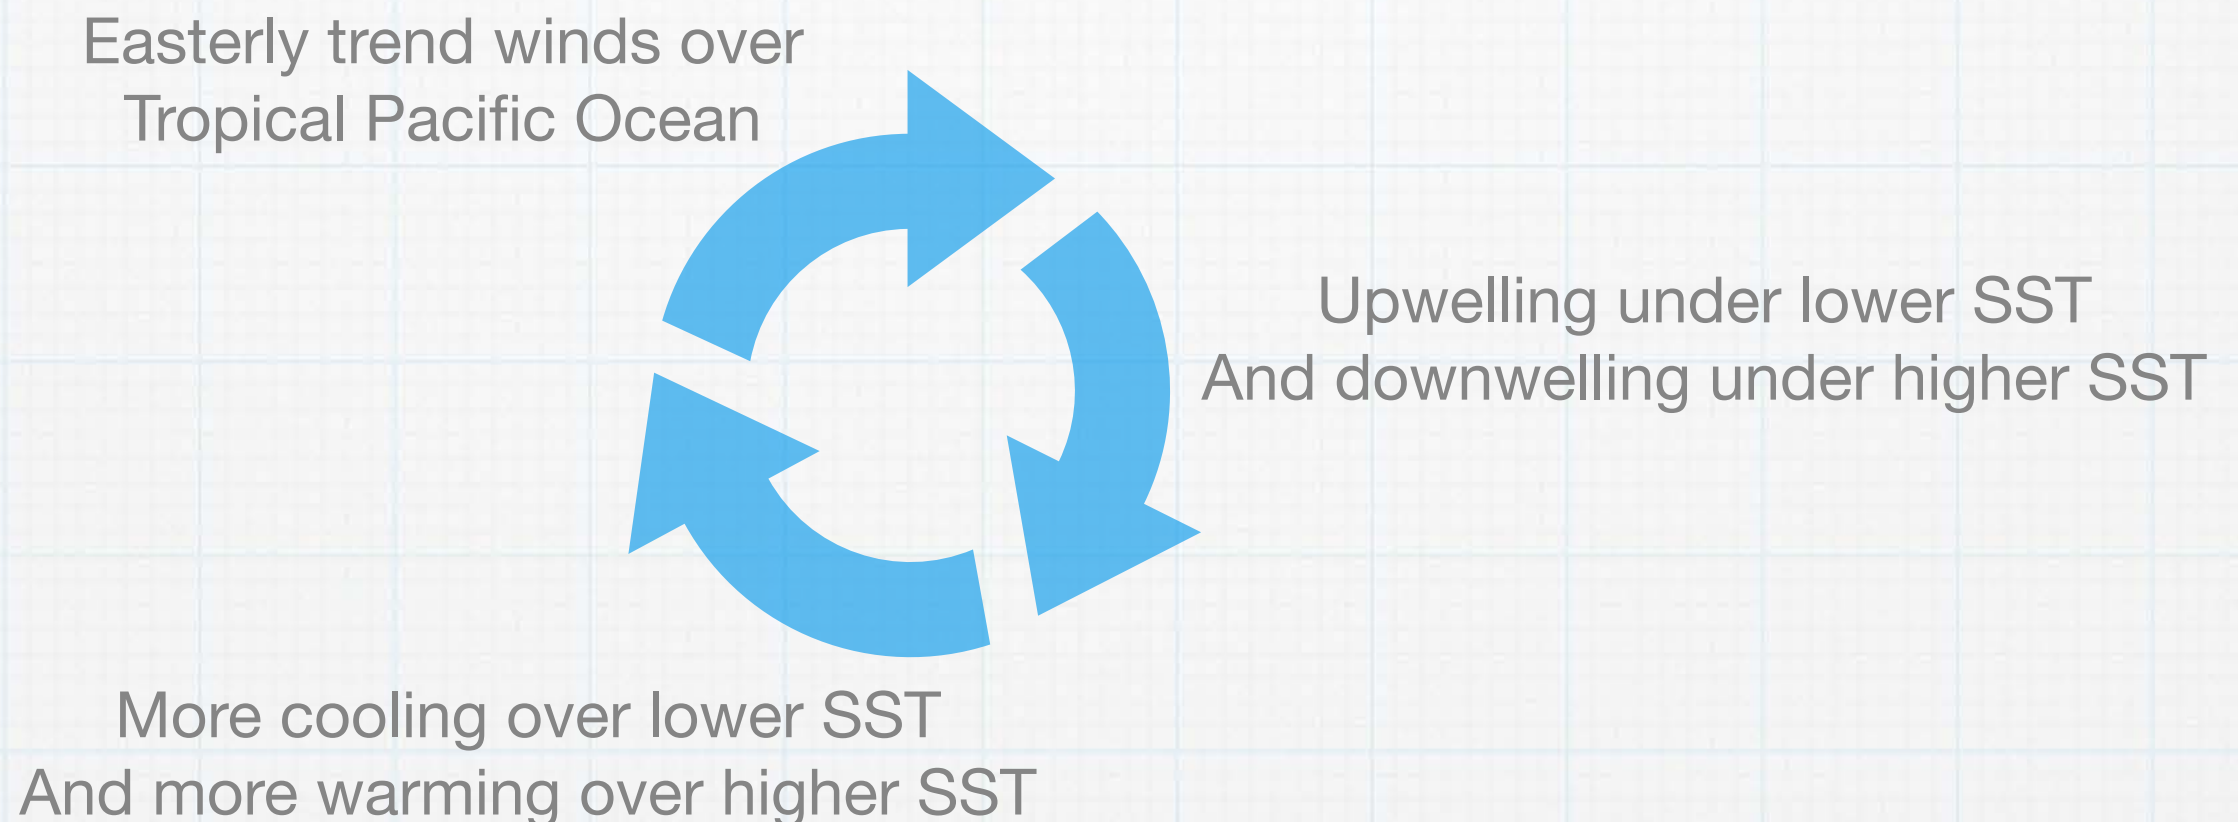 Easterly trend winds over
Tropical Pacific Ocean
Upwelling under lower SST
And downwelling under higher SST
More cooling over lower SST
And more warming over higher SST